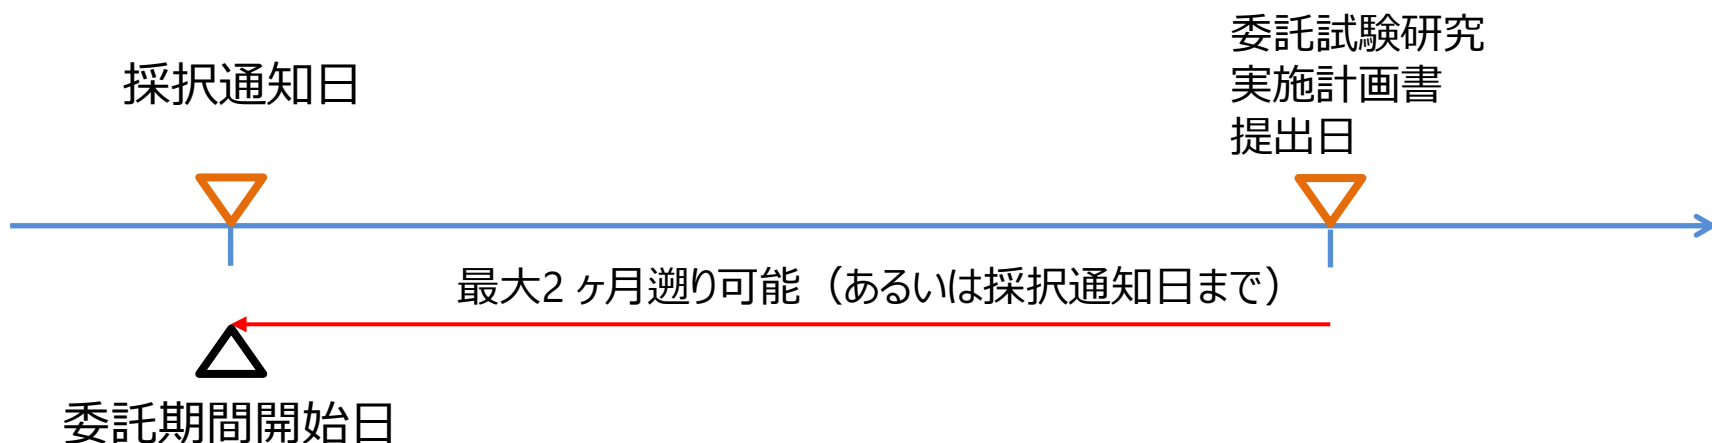 採択通知日
委託試験研究
実施計画書
提出日
最大2ヶ月遡り可能（あるいは採択通知日まで）
委託期間開始日